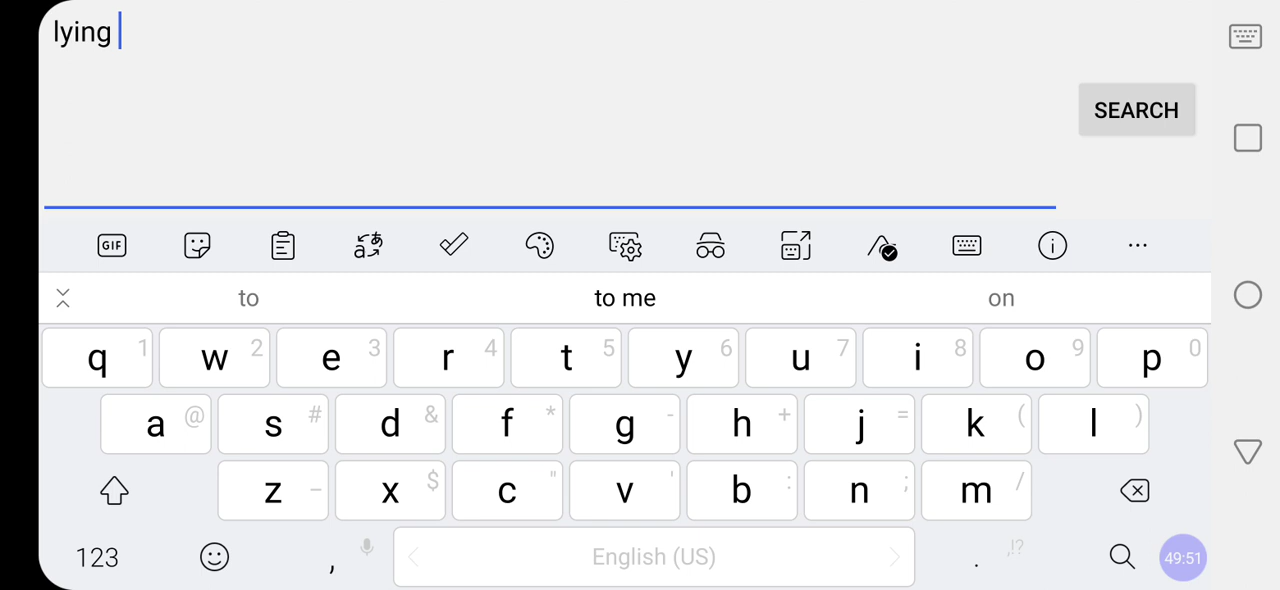 lying
SEARCH
GIF
to to me on
q 1 w 2 e 3 r 4 t 5 y 6 u 7 i 8 o 9 p 0
a @ s # d & f * g - h + j = k ( l )
z _ x $ c " v ' b : n ; m /
123 , English (US) . ,!? 49:51